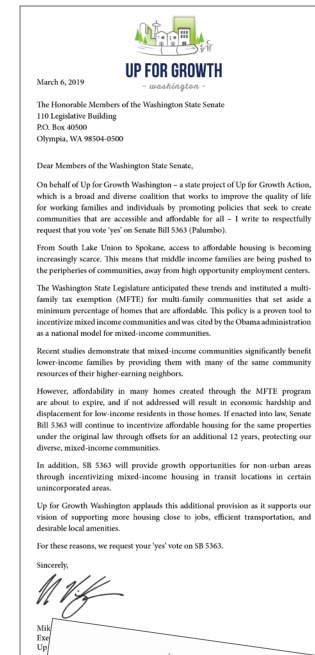 UP FOR GROWTH
- washington -
March 6, 2019
The Honorable Members of the Washington State Senate
110 Legislative Building
P.O. Box 40500
Olympia, WA 98504-0500
Dear Members of the Washington State Senate,
On behalf of Up for Growth Washington – a state project of Up for Growth Action,
which is a broad and diverse coalition that works to improve the quality of life
for working families and individuals by promoting policies that seek to create
communities that are accessible and affordable for all – I write to respectfully
request that you vote 'yes' on Senate Bill 5363 (Palumbo).
From South Lake Union to Spokane, access to affordable housing is becoming
increasingly scarce. This means that middle income families are being pushed to
the peripheries of communities, away from high opportunity employment centers.
The Washington State Legislature anticipated these trends and instituted a multi-
family tax exemption (MFTE) for multi-family communities that set aside a
minimum percentage of homes that are affordable. This policy is a proven tool to
incentivize mixed income communities and was cited by the Obama administration
as a national model for mixed-income communities.
Recent studies demonstrate that mixed-income communities significantly benefit
lower-income families by providing them with many of the same community
resources of their higher-earning neighbors.
However, affordability in many homes created through the MFTE program
are about to expire, and if not addressed will result in economic hardship and
displacement for low-income residents in those homes. If enacted into law, Senate
Bill 5363 will continue to incentivize affordable housing for the same properties
under the original law through offsets for an additional 12 years, protecting our
diverse, mixed-income communities.
In addition, SB 5363 will provide growth opportunities for non-urban areas
through incentivizing mixed-income housing in transit locations in certain
unincorporated areas.
Up for Growth Washington applauds this additional provision as it supports our
vision of supporting more housing close to jobs, efficient transportation, and
desirable local amenities.
For these reasons, we request your 'yes' vote on SB 5363.
Sincerely,
Mik
Exe
Up